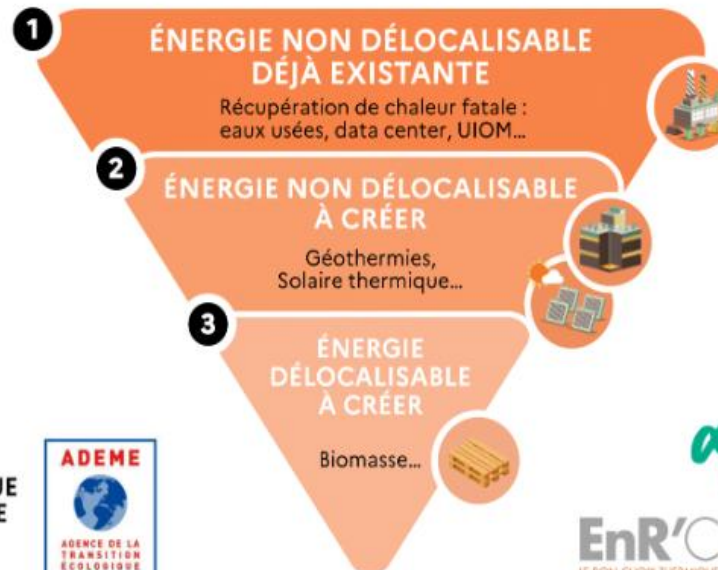 1
ÉNERGIE NON DÉLOCALISABLE
DÉJÀ EXISTANTE
Récupération de chaleur fatale :
eaux usées, data center, UIOM...
2
ÉNERGIE NON DÉLOCALISABLE
À CRÉER
Géothermies,
Solaire thermique...
3
ÉNERGIE
DÉLOCALISABLE
À CRÉER
Biomasse...
ADEME
AGENCE DE LA
TRANSITION
ÉCOLOGIQUE
EnR'